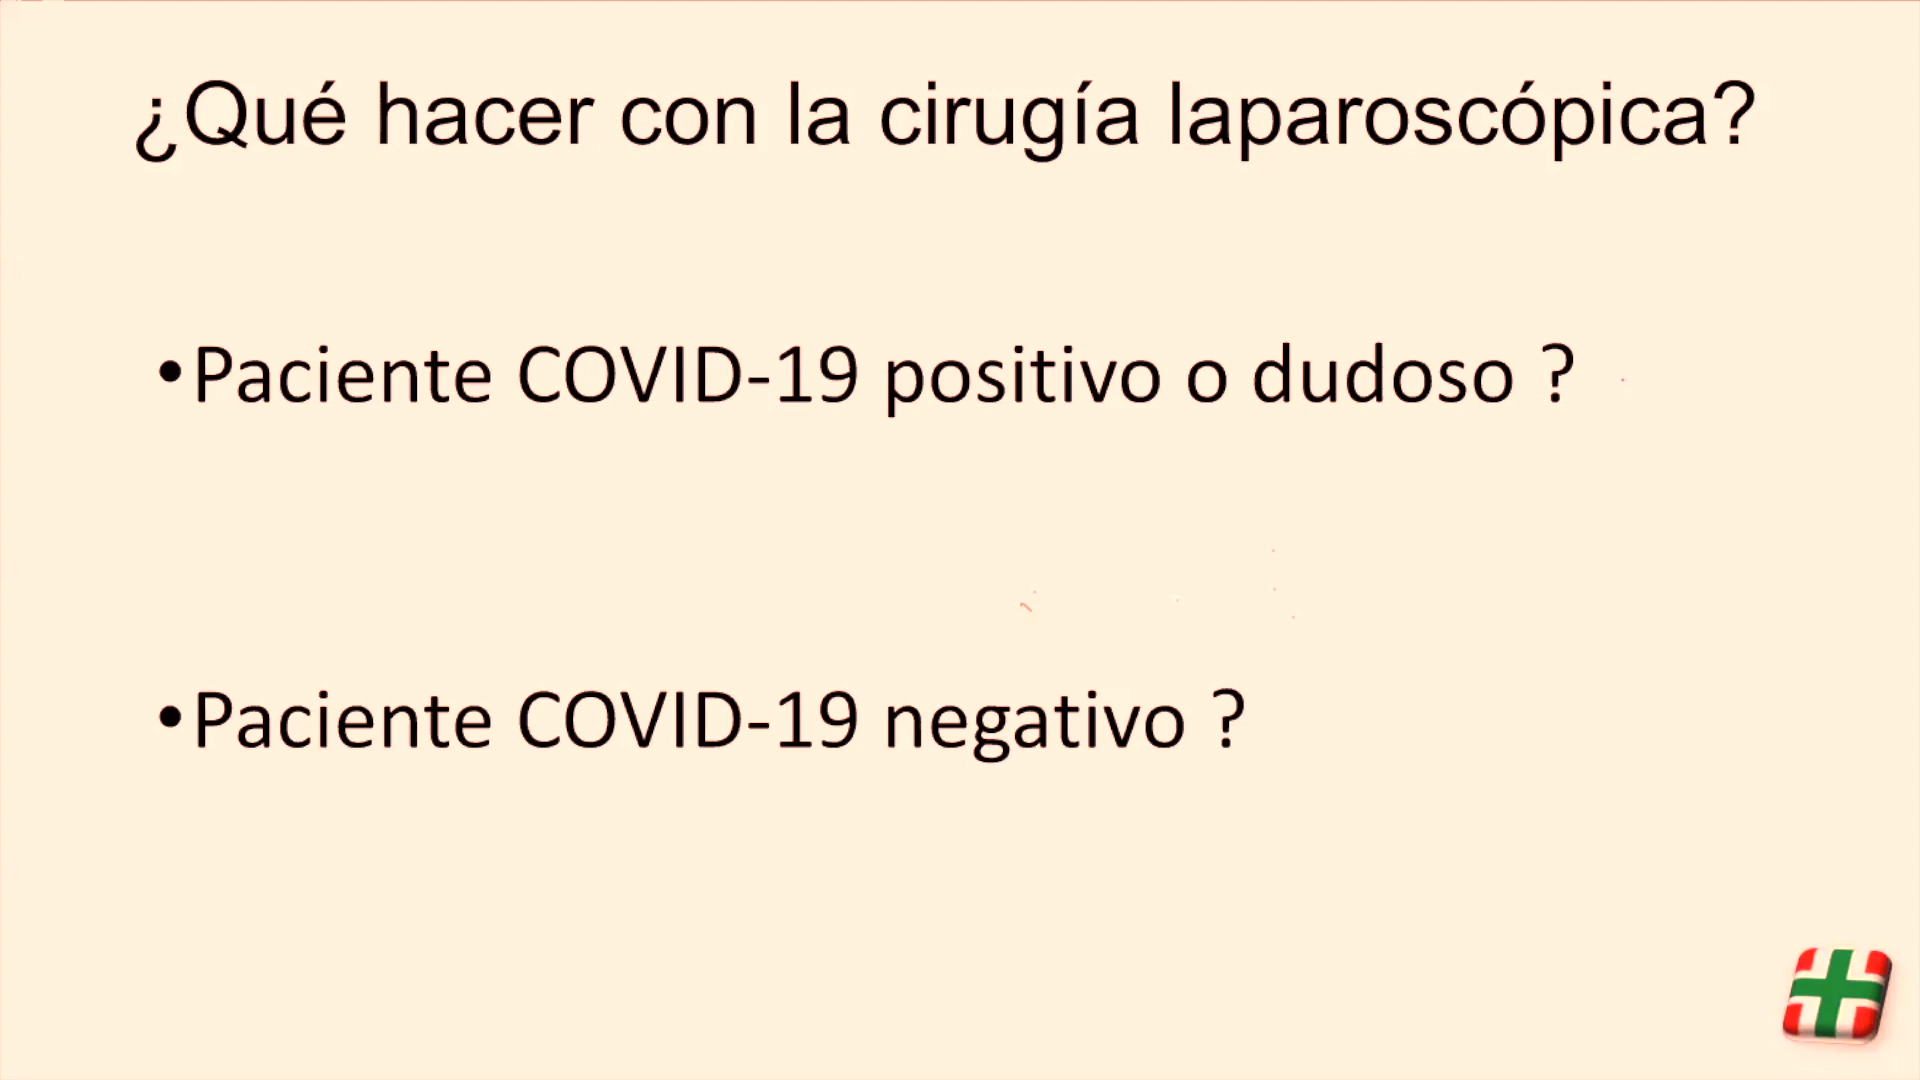 ¿Qué hacer con la cirugía laparoscópica?
•Paciente COVID-19 positivo o dudoso ?
•Paciente COVID-19 negativo ?